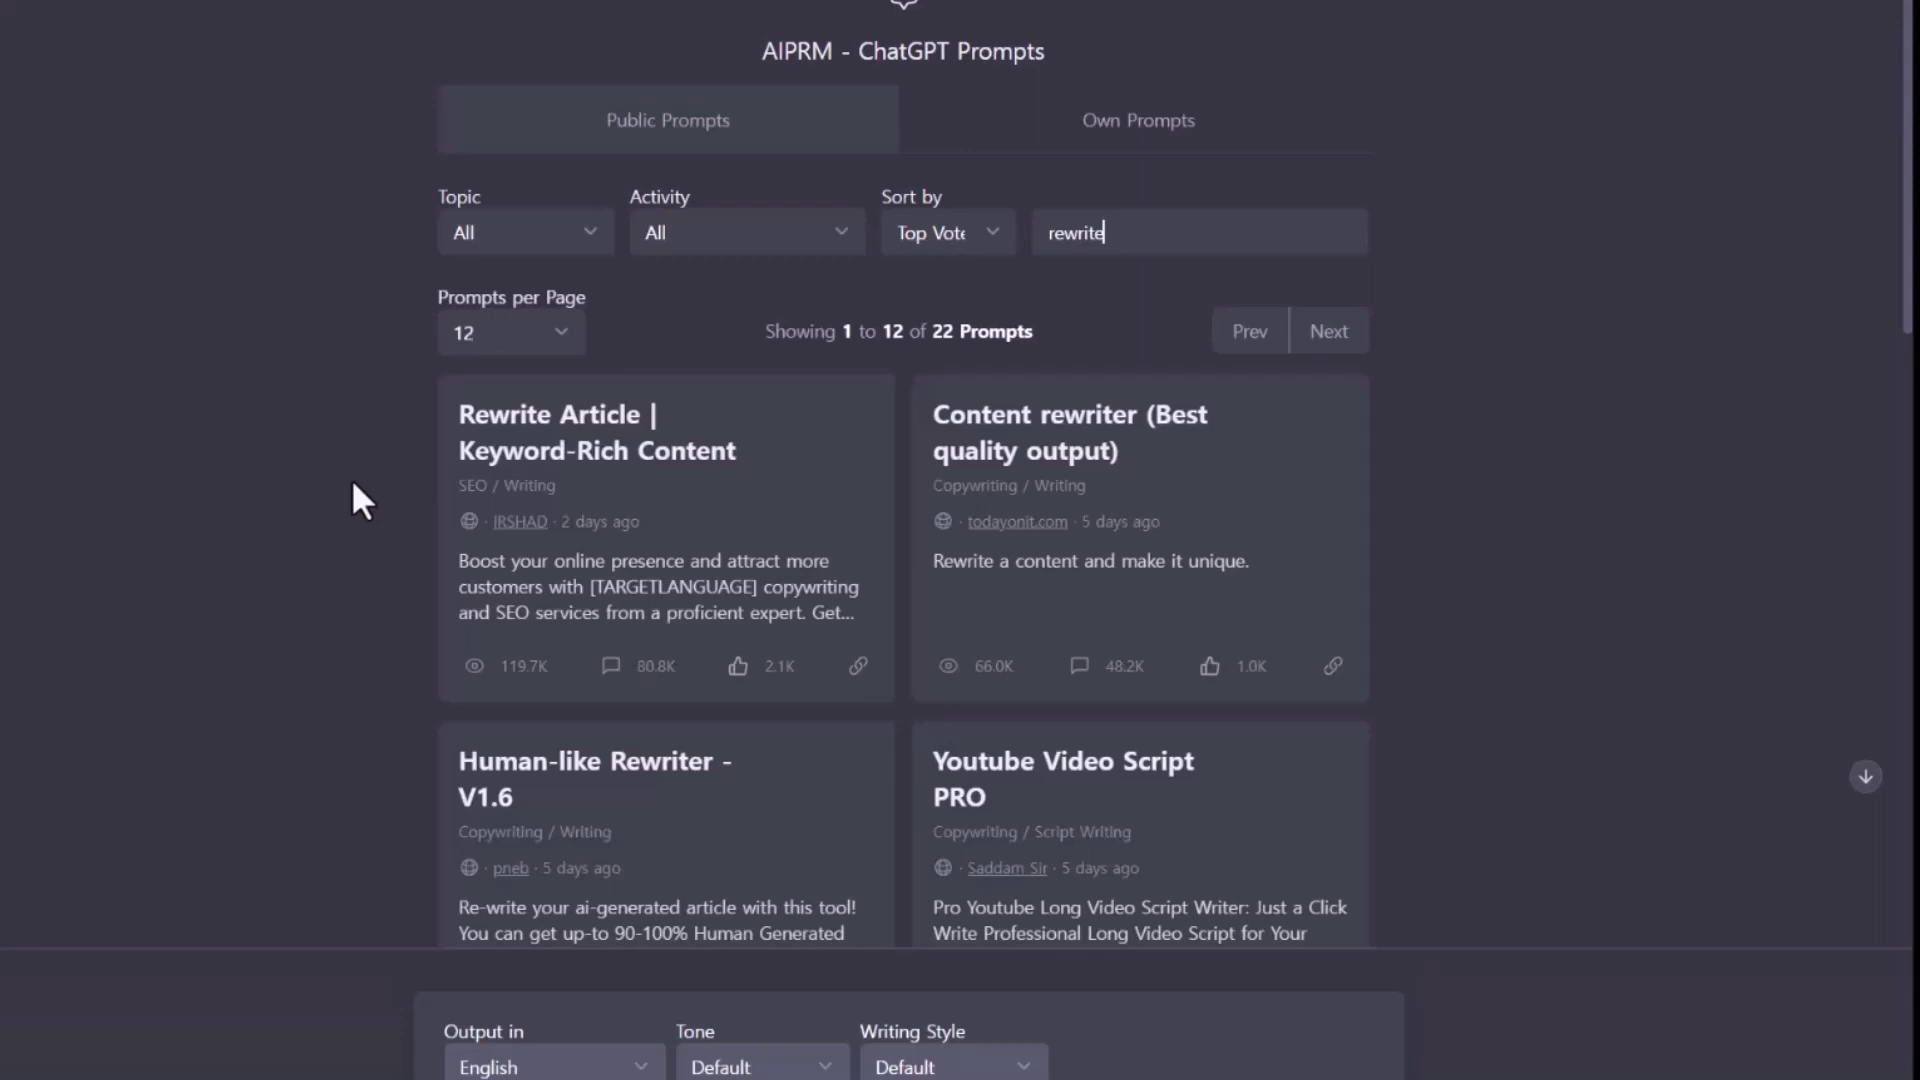 AIPRM - ChatGPT Prompts
Public Prompts
Own Prompts
Topic
Activity
Sort by
All
All
Top Vote
rewrite
Prompts per Page
12
Showing 1 to 12 of 22 Prompts
Prev
Next
Rewrite Article |
Keyword-Rich Content
SEO / Writing
· IRSHAD · 2 days ago
Boost your online presence and attract more
customers with [TARGETLANGUAGE] copywriting
and SEO services from a proficient expert. Get...
119.7K
80.8K
2.1K
Content rewriter (Best
quality output)
Copywriting / Writing
· todayonit.com · 5 days ago
Rewrite a content and make it unique.
66.0K
48.2K
1.0K
Human-like Rewriter -
V1.6
Copywriting / Writing
· pneb · 5 days ago
Re-write your ai-generated article with this tool!
You can get up-to 90-100% Human Generated
Youtube Video Script
PRO
Copywriting / Script Writing
· Saddam Sir · 5 days ago
Pro Youtube Long Video Script Writer: Just a Click
Write Professional Long Video Script for Your
Output in
Tone
Writing Style
English
Default
Default